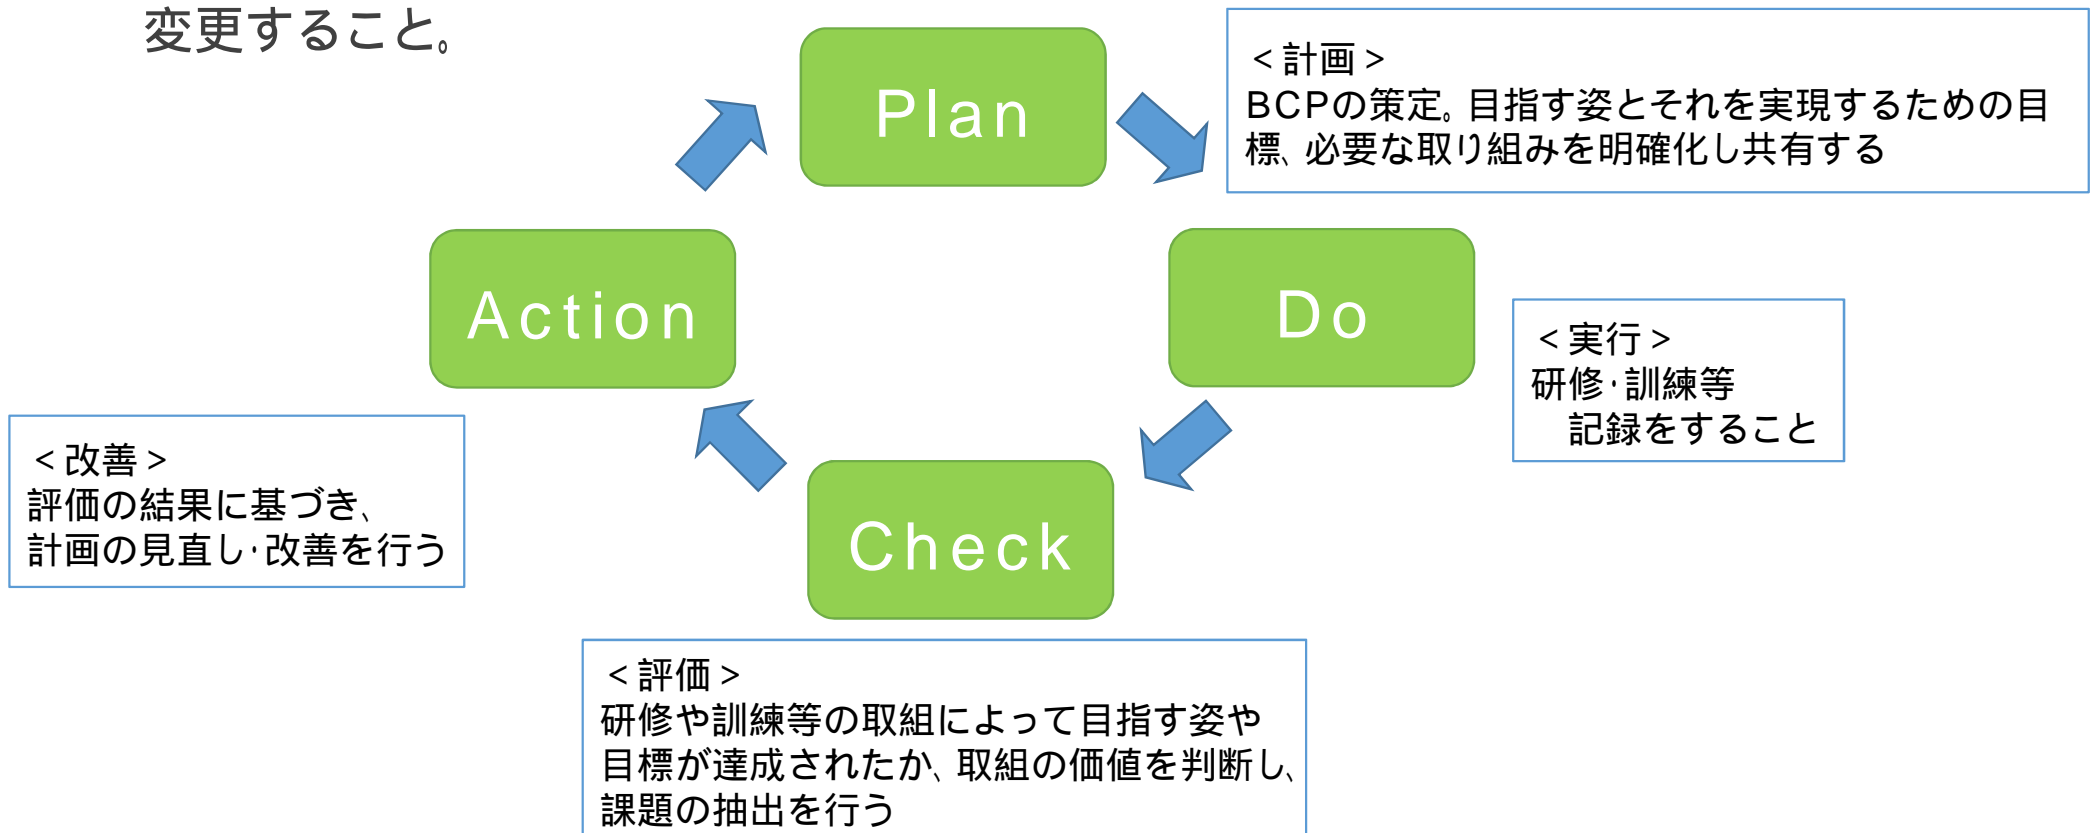 変更すること。
Plan
＜計画＞
BCPの策定。目指す姿とそれを実現するための目
標、必要な取り組みを明確化し共有する
Action
Do
＜実行＞
研修・訓練等
　記録をすること
＜改善＞
評価の結果に基づき、
計画の見直し・改善を行う
Check
＜評価＞
研修や訓練等の取組によって目指す姿や
目標が達成されたか、取組の価値を判断し、
課題の抽出を行う